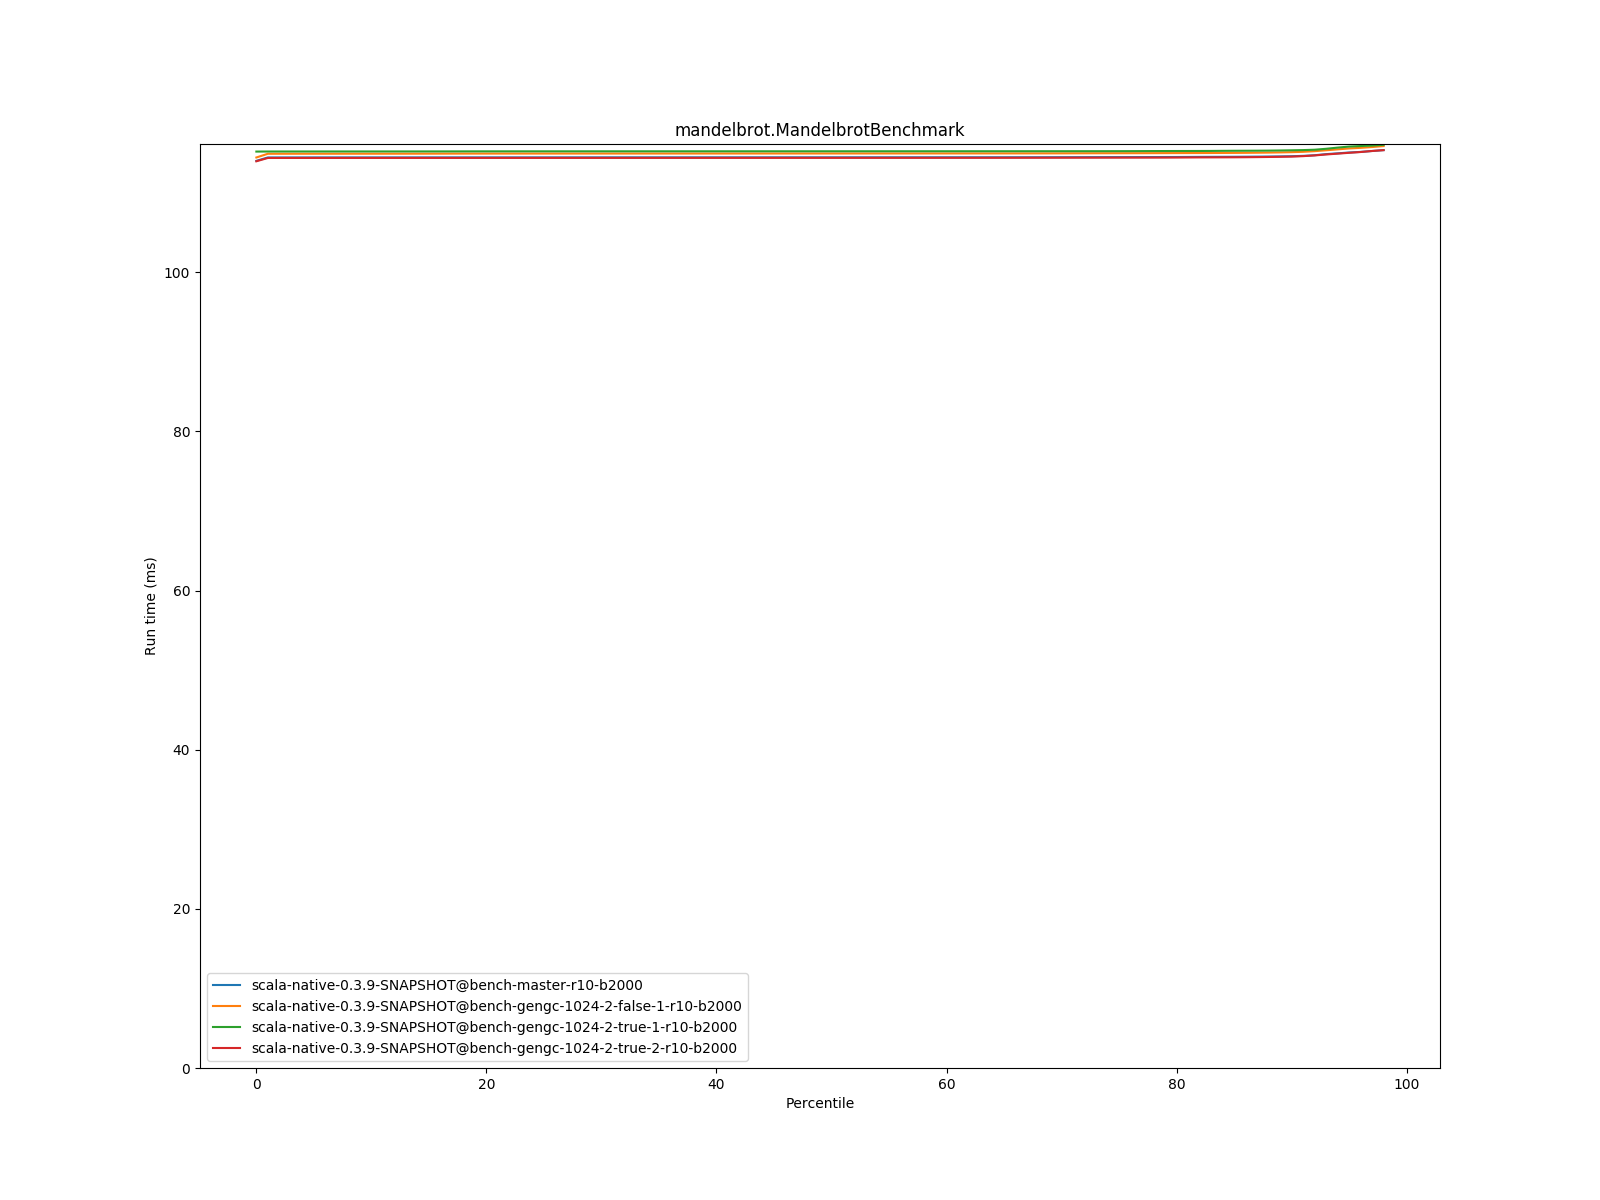 mandelbrot.MandelbrotBenchmark
100
80
60
40
20
0
Run time (ms)
scala-native-0.3.9-SNAPSHOT@bench-master-r10-b2000
scala-native-0.3.9-SNAPSHOT@bench-gengc-1024-2-false-1-r10-b2000
scala-native-0.3.9-SNAPSHOT@bench-gengc-1024-2-true-1-r10-b2000
scala-native-0.3.9-SNAPSHOT@bench-gengc-1024-2-true-2-r10-b2000
0 20 40 60 80 100
Percentile